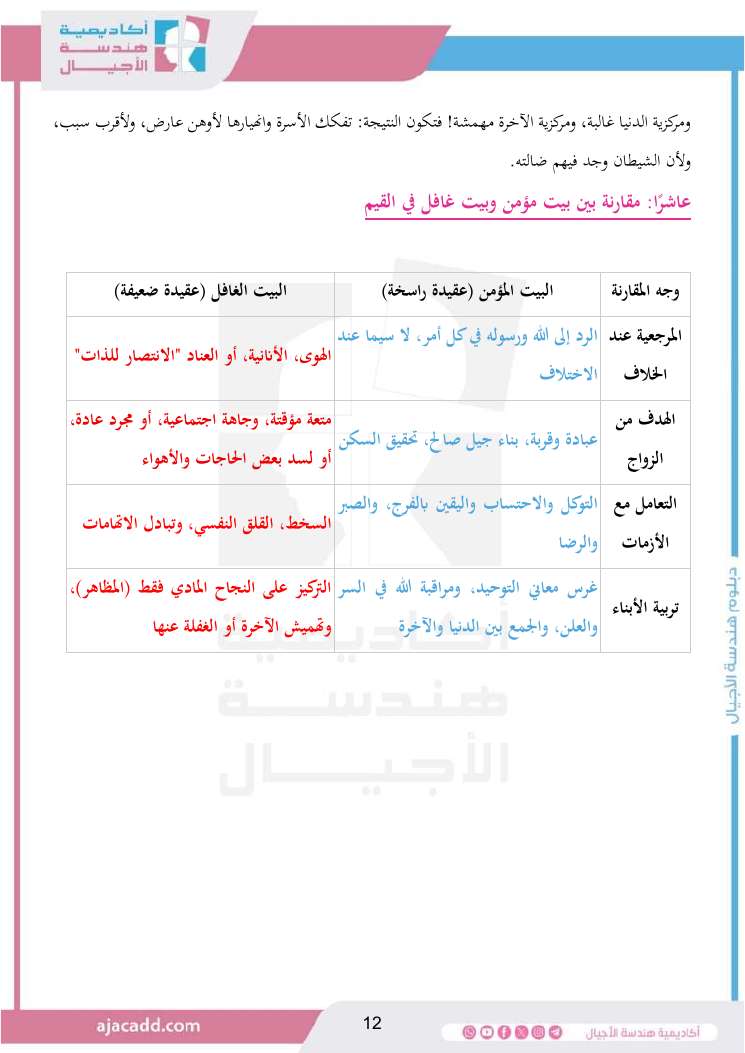 أكاديمية
هندسة
الأجيال
ومركزية الدنيا غالبة، ومركزية الآخرة مهمشة! فتكون النتيجة: تفكك الأسرة وانهيارها لأوهن عارض، ولأقرب سبب،
ولأن الشيطان وجد فيهم ضالته.
عاشرًا: مقارنة بين بيت مؤمن وبيت غافل في القيم
وجه المقارنة البيت المؤمن (عقيدة راسخة) البيت الغافل (عقيدة ضعيفة)
المرجعية عند الرد إلى الله ورسوله في كل أمر، لا سيما عند
الهوى، الأنانية، أو العناد "الانتصار للذات"
الخلاف الاختلاف
الهدف من متعة مؤقتة، وجاهة اجتماعية، أو مجرد عادة،
عبادة وقربة، بناء جيل صالح، تحقيق السكن
الزواج أو لسد بعض الحاجات والأهواء
التعامل مع التوكل والاحتساب واليقين بالفرج، والصبر
السخط، القلق النفسي، وتبادل الاتهامات
الأزمات والرضا
غرس معاني التوحيد، ومراقبة الله في السر التركيز على النجاح المادي فقط (المظاهر)،
تربية الأبناء
والعلن، والجمع بين الدنيا والآخرة وتهميش الآخرة أو الغفلة عنها
أكاديمية
هندسة
الأجيال
دبلوم هندسة الأجيال
أكاديمية هندسة الأجيال
12
ajacadd.com